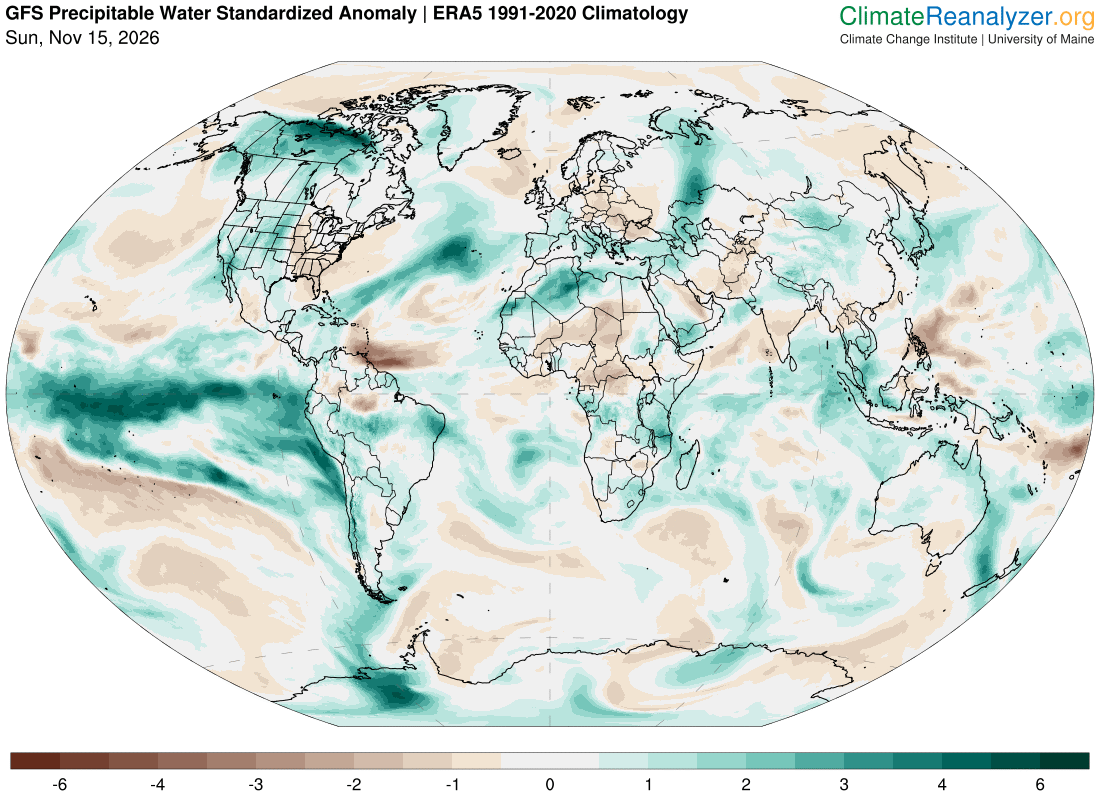 GFS Precipitable Water Standardized Anomaly | ERA5 1991-2020 Climatology
Sun, Nov 15, 2026
ClimateReanalyzer.org
Climate Change Institute | University of Maine
-6 -4 -3 -2 -1 0 1 2 3 4 6